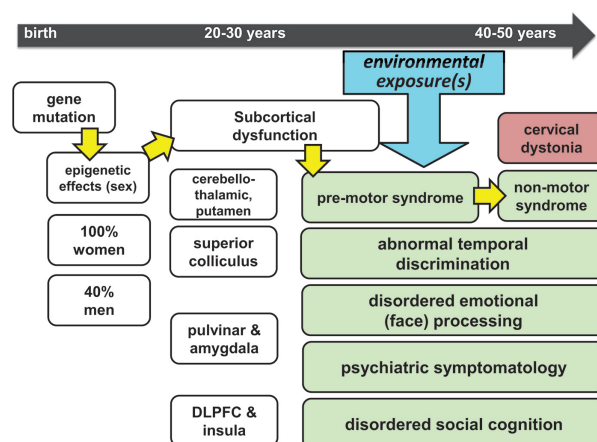 birth
20-30 years
40-50 years
environmental
exposure(s)
gene
mutation
Subcortical
dysfunction
cervical
dystonia
epigenetic
effects (sex)
cerebello-
thalamic,
putamen
pre-motor syndrome
non-motor
syndrome
100%
women
superior
colliculus
abnormal temporal
discrimination
40%
men
disordered emotional
(face) processing
pulvinar &
amygdala
psychiatric symptomatology
DLPFC &
insula
disordered social cognition